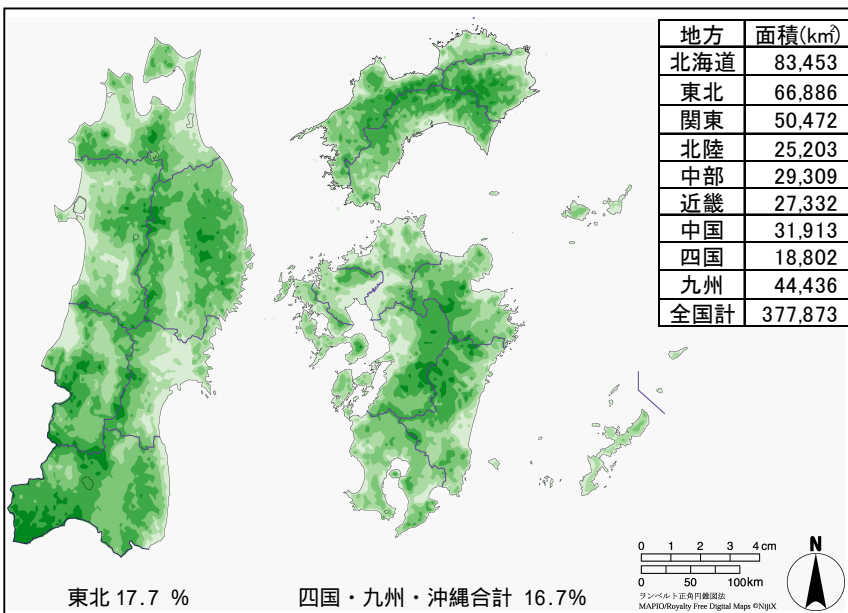 地方 面積(km²)
北海道 83,453
東北 66,886
関東 50,472
北陸 25,203
中部 29,309
近畿 27,332
中国 31,913
四国 18,802
九州 44,436
全国計 377,873
0 1 2 3 4 cm
0 50 100km
ランベルト正角円錐図法
MAPIO/Royalty Free Digital Maps ©NijiX
N
東北 17.7 %
四国・九州・沖縄合計 16.7%